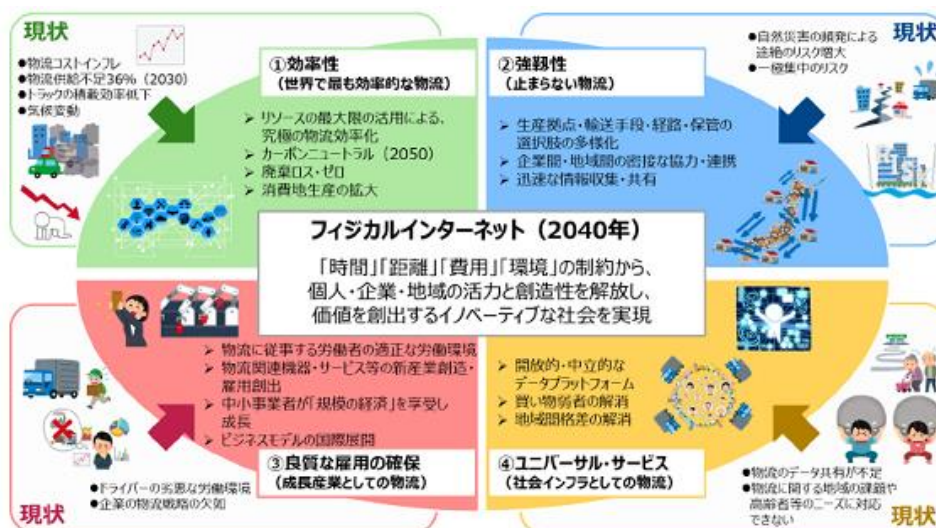 現状
●物流コストインフレ
●物流供給不足36%（2030）
●トラックの積載効率低下
●気候変動
①効率性
（世界で最も効率的な物流）
➢ リソースの最大限の活用による、
究極の物流効率化
➢ カーボンニュートラル（2050）
➢ 廃棄ロス・ゼロ
➢ 消費地生産の拡大
②強靱性
（止まらない物流）
➢ 生産拠点・輸送手段・経路・保管の
選択肢の多様化
➢ 企業間・地域間の密接な協力・連携
➢ 迅速な情報収集・共有
●自然災害の頻発による
途絶のリスク増大
●一極集中のリスク
現状
フィジカルインターネット（2040年）
「時間」「距離」「費用」「環境」の制約から、
個人・企業・地域の活力と創造性を解放し、
価値を創出するイノベーティブな社会を実現
➢ 物流に従事する労働者の適正な労働環境
➢ 物流関連機器・サービス等の新産業創造・
雇用創出
➢ 中小事業者が「規模の経済」を享受し
成長
➢ ビジネスモデルの国際展開
③良質な雇用の確保
（成長産業としての物流）
●ドライバーの劣悪な労働環境
●企業の物流戦略の欠如
現状
➢ 開放的・中立的な
データプラットフォーム
➢ 買い物弱者の解消
➢ 地域間格差の解消
④ユニバーサル・サービス
（社会インフラとしての物流）
●物流のデータ共有が不足
●物流に関する地域の課題や
高齢者等のニーズに対応
できない
現状